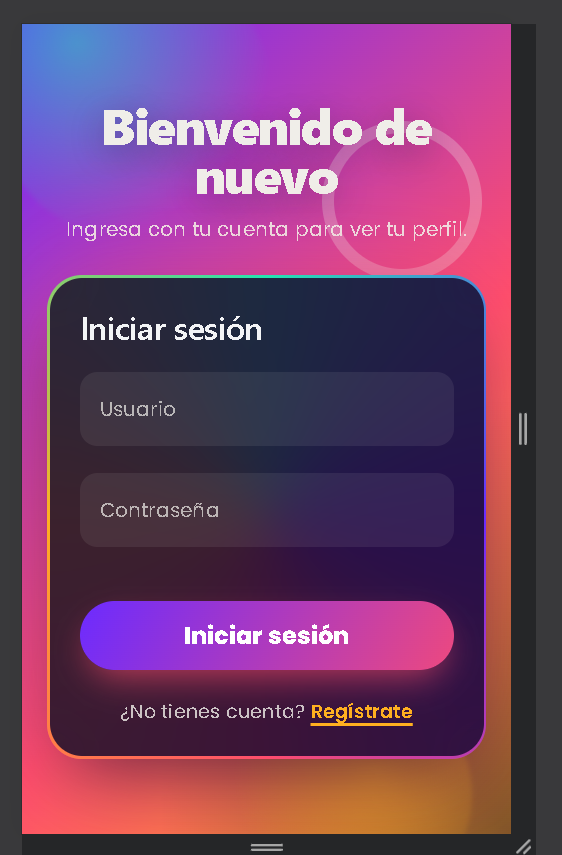 Bienvenido de
nuevo
Ingresa con tu cuenta para ver tu perfil.
Iniciar sesión
Usuario
Contraseña
Iniciar sesión
¿No tienes cuenta? Regístrate